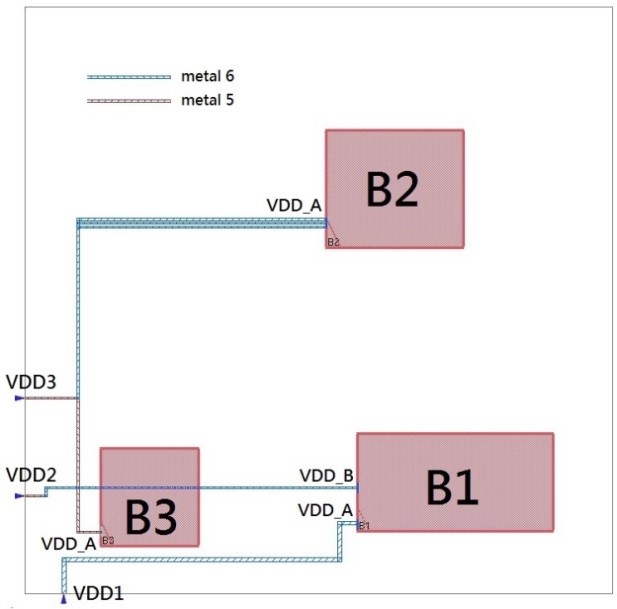 metal 6
metal 5
B2
VDD_A
B2
VDD3
VDD2
VDD_B
B1
VDD_A
B1
B3
VDD_A
B3
VDD1